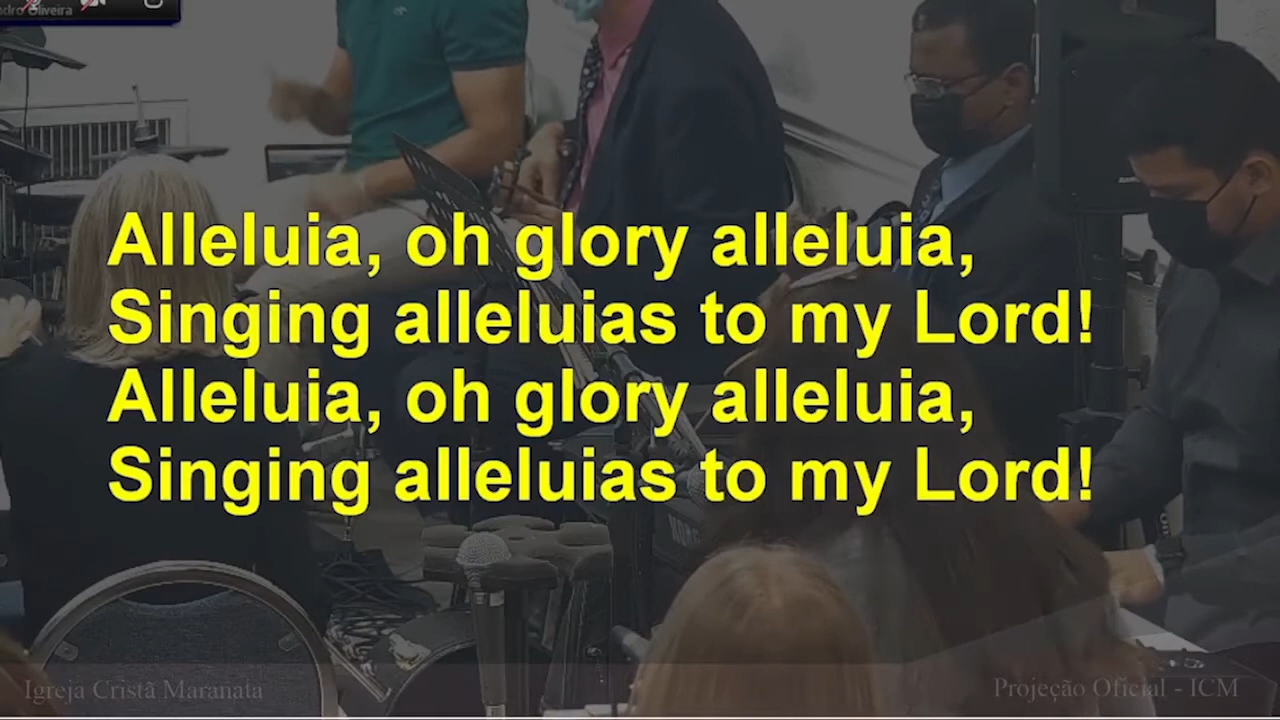 Oliveira
Alleluia, oh glory alleluia,
Singing alleluias to my Lord!
Alleluia, oh glory alleluia,
Singing alleluias to my Lord!
Igreja Cristã Maranata
Projeção Oficial - ICM